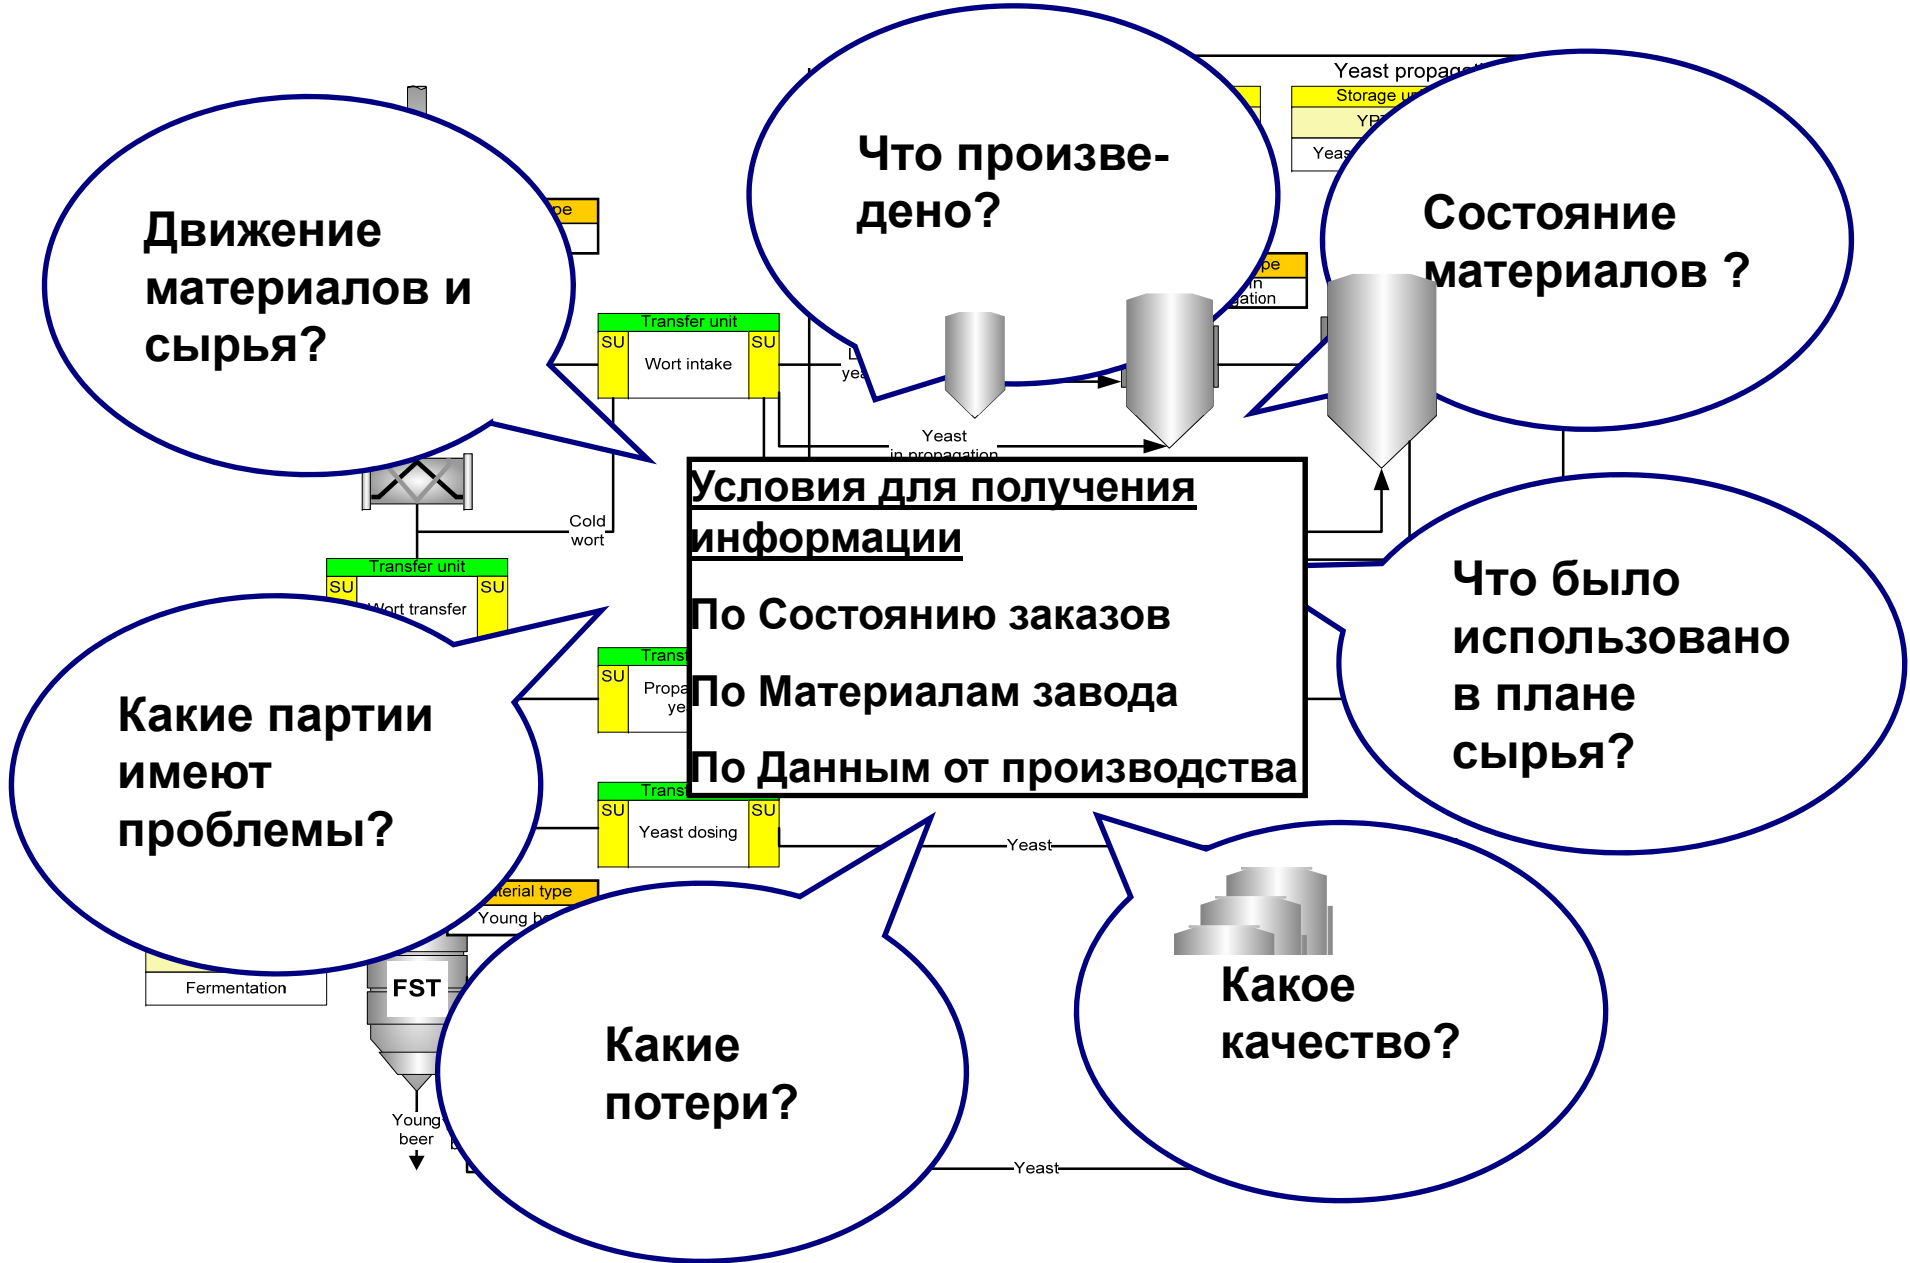 Yeast
Storage
Yeas
Что произве-
дено?
Состояние
материалов ?
Движение
материалов и
сырья?
Transfer unit
SU
Wort intake
SU
Yeast
in propagation
Cold
wort
Transfer unit
SU
Wort transfer
SU
Условия для получения
информации
По Состоянию заказов
По Материалам завода
По Данным от производства
Что было
использовано
в плане
сырья?
SU
Какие партии
имеют
проблемы?
SU
Yeast dosing
SU
Yeast
type
Young
Fermentation
FST
Какое
качество?
Какие
потери?
Young
beer
Yeast